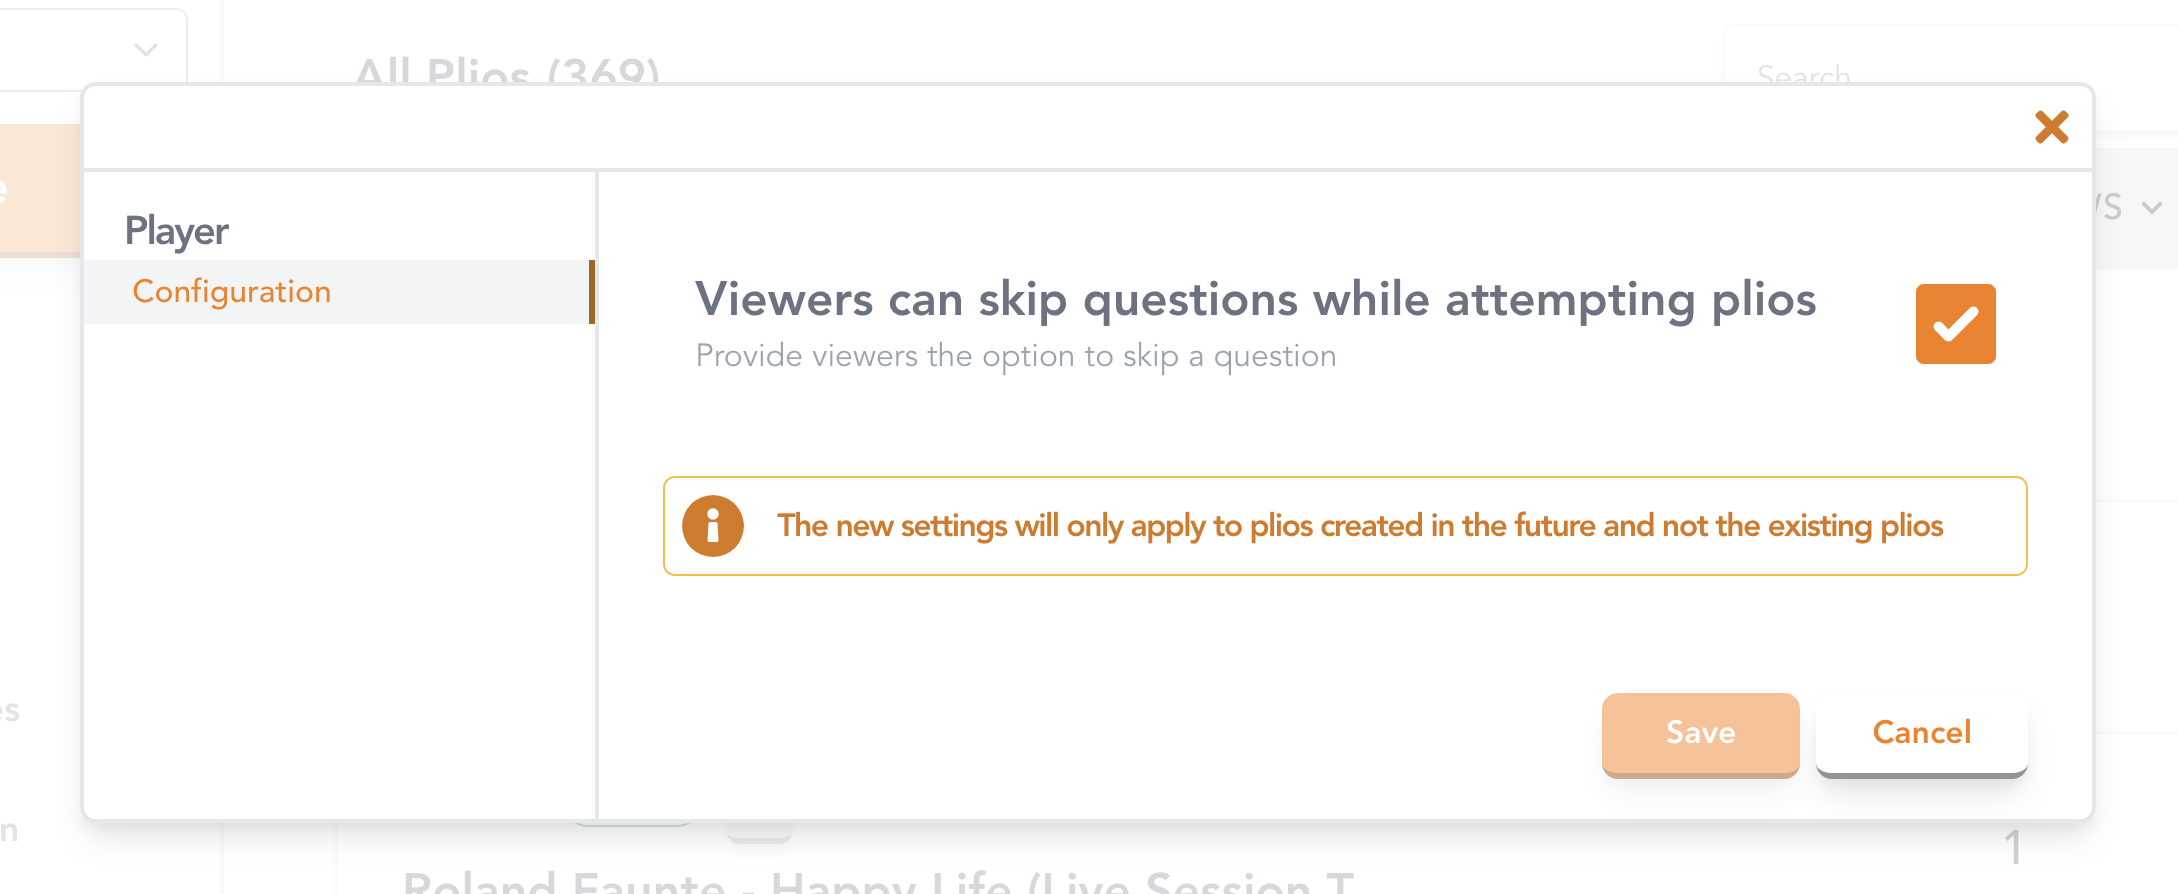 All Plios (369)
Search
Player
Configuration
Viewers can skip questions while attempting plios
Provide viewers the option to skip a question
The new settings will only apply to plios created in the future and not the existing plios
Save
Cancel
1
Roland Faunte - Happy Life (Live Session T